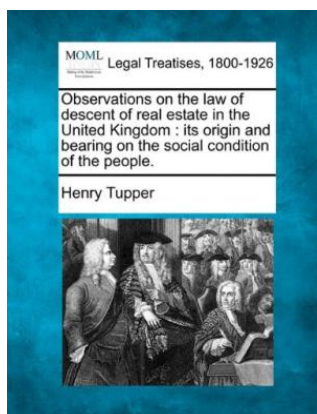 MOML
Legal Treatises, 1800-1926
Observations on the law of
descent of real estate in the
United Kingdom : its origin and
bearing on the social condition
of the people.
Henry Tupper